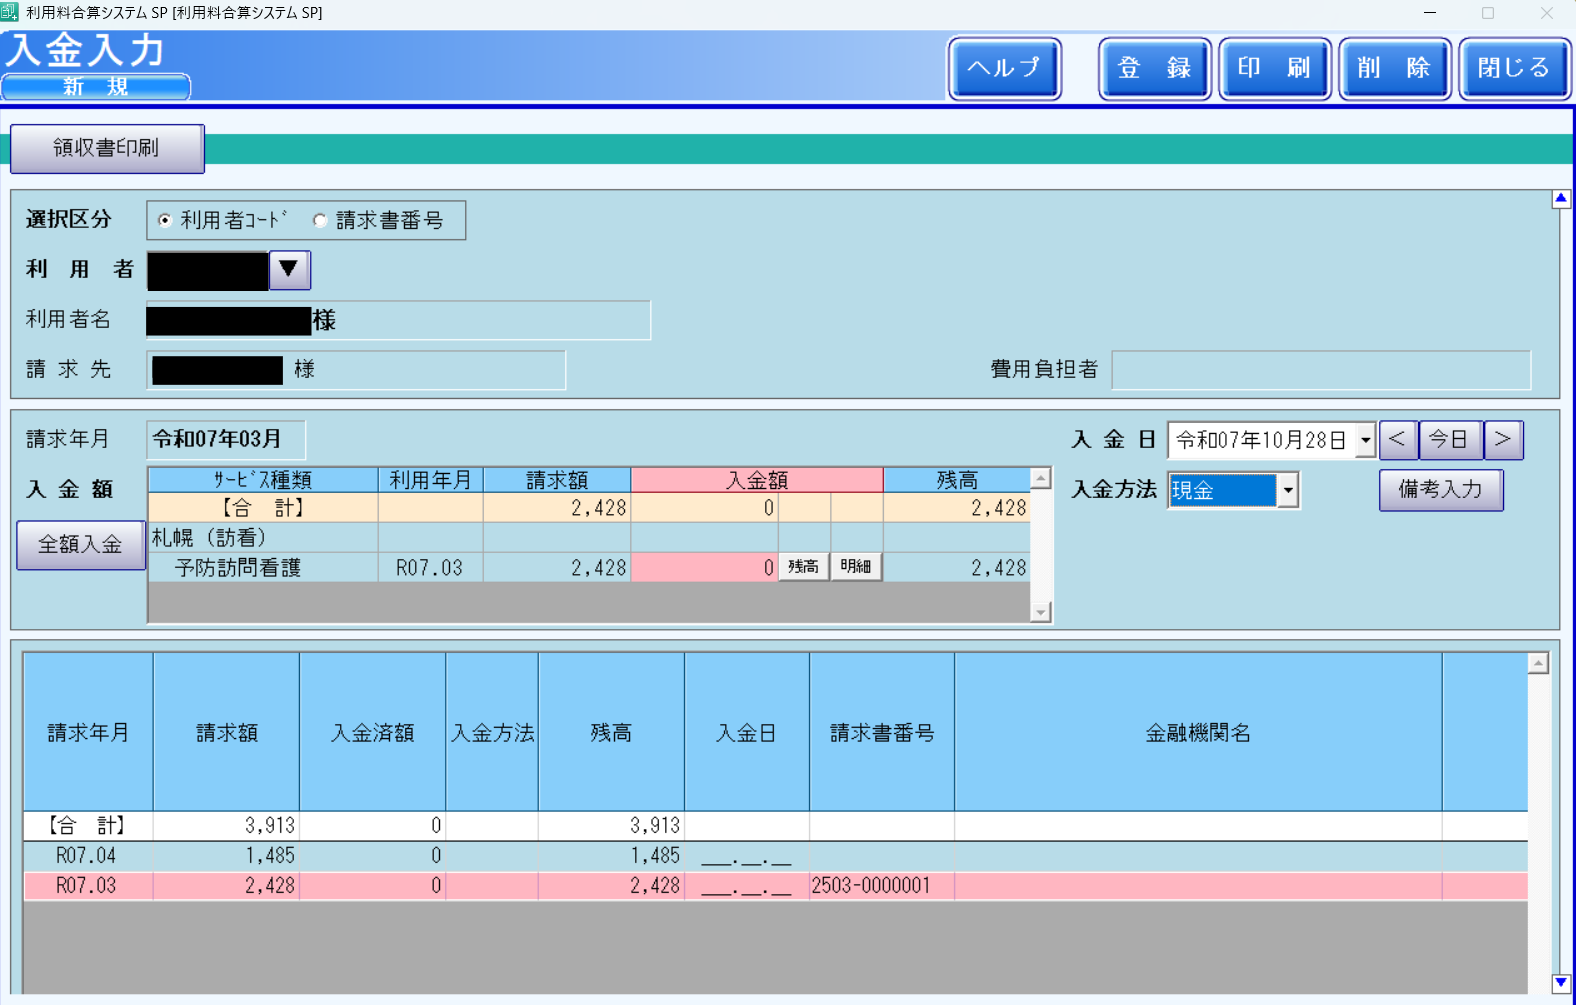 利用料合算システム SP [利用料合算システム SP]
入金入力
新 規
ヘルプ
登 録
印 刷
削 除
閉じる
領収書印刷
選択区分
利用者ｺｰﾄﾞ
請求書番号
利 用 者
利用者名
様
請 求 先
様
費用負担者
請求年月
令和07年03月
入 金 日
令和07年10月28日
<
今日
>
入 金 額
入金方法
現金
備考入力
全額入金
ｻｰﾋﾞｽ種類 利用年月 請求額 入金額 残高
【合 計】 2,428 0 2,428
札幌（訪看）
予防訪問看護 R07.03 2,428 0 残高 明細 2,428
請求年月 請求額 入金済額 入金方法 残高 入金日 請求書番号 金融機関名
【合 計】 3,913 0 3,913
R07.04 1,485 0 1,485 __.__.__
R07.03 2,428 0 2,428 __.__.__ 2503-0000001